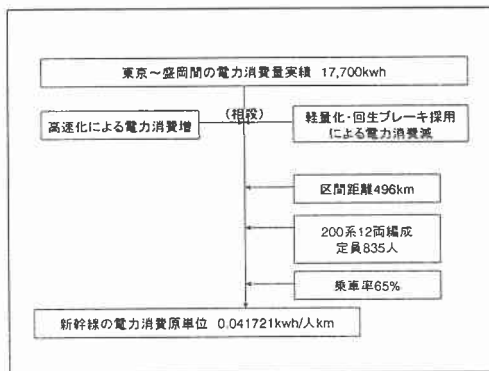 東京～盛岡間の電力消費量実績 17,700kwh
(相殺)
高速化による電力消費増
軽量化・回生ブレーキ採用
による電力消費減
区間距離496km
200系12両編成
定員835人
乗車率65%
新幹線の電力消費原単位 0.041721kwh/人km